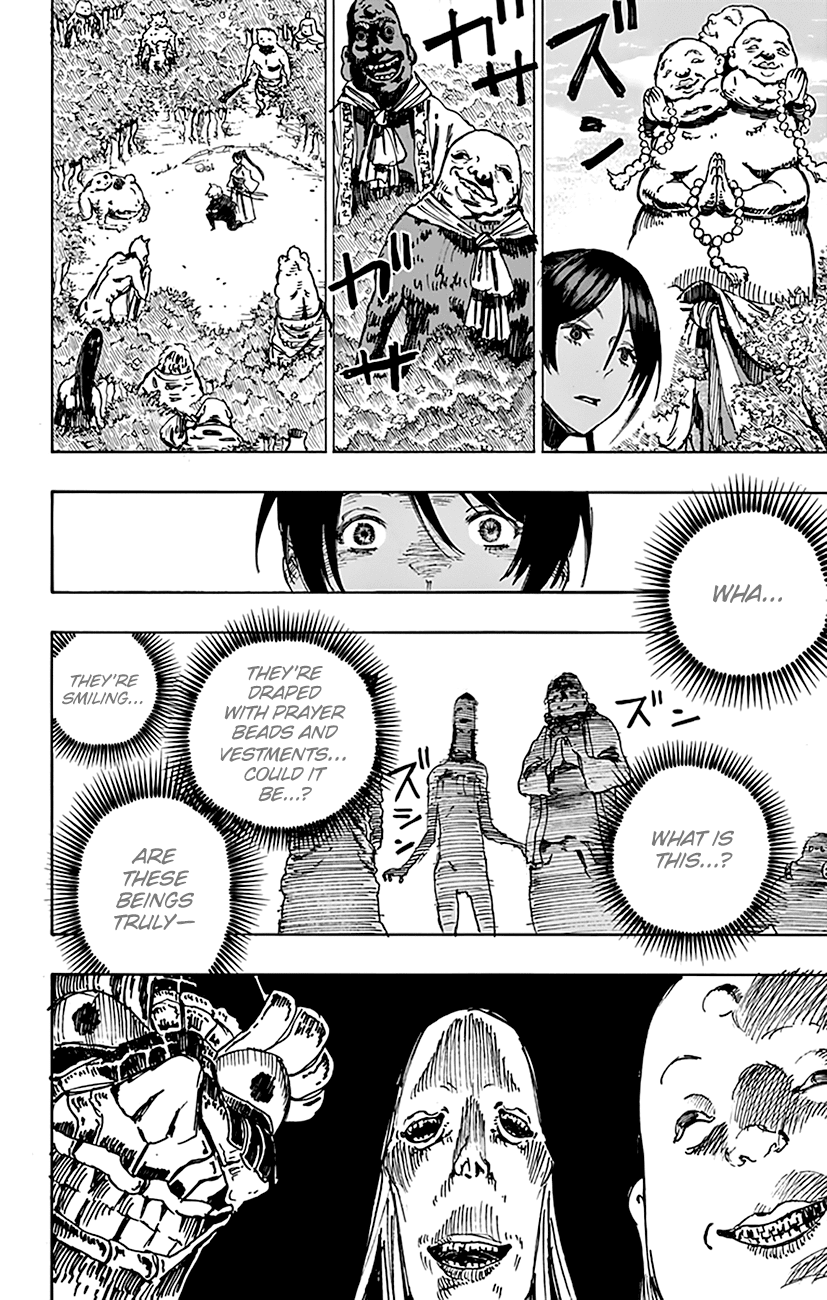 ズン
ガサ
ガサ
WHA...
ズン
WHAT IS
THIS...?
ズシン
THEY'RE
DRAPED
WITH PRAYER
BEADS AND
VESTMENTS...
COULD IT
BE...?
THEY'RE
SMILING...
ARE
THESE
BEINGS
TRULY—